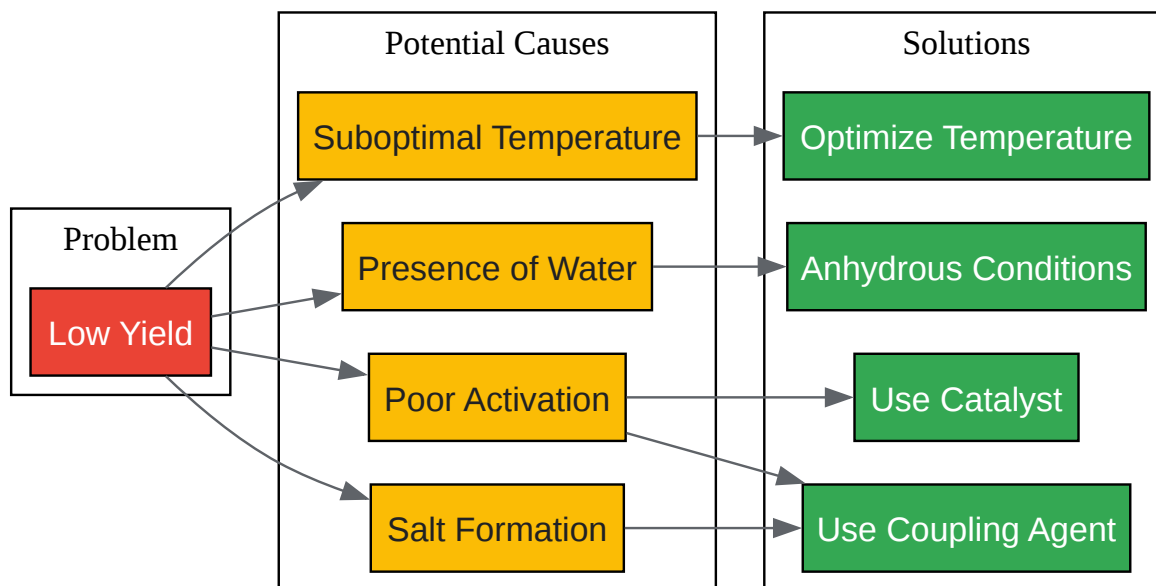 Problem
Low Yield
Potential Causes
Suboptimal Temperature
Presence of Water
Poor Activation
Salt Formation
Solutions
Optimize Temperature
Anhydrous Conditions
Use Catalyst
Use Coupling Agent